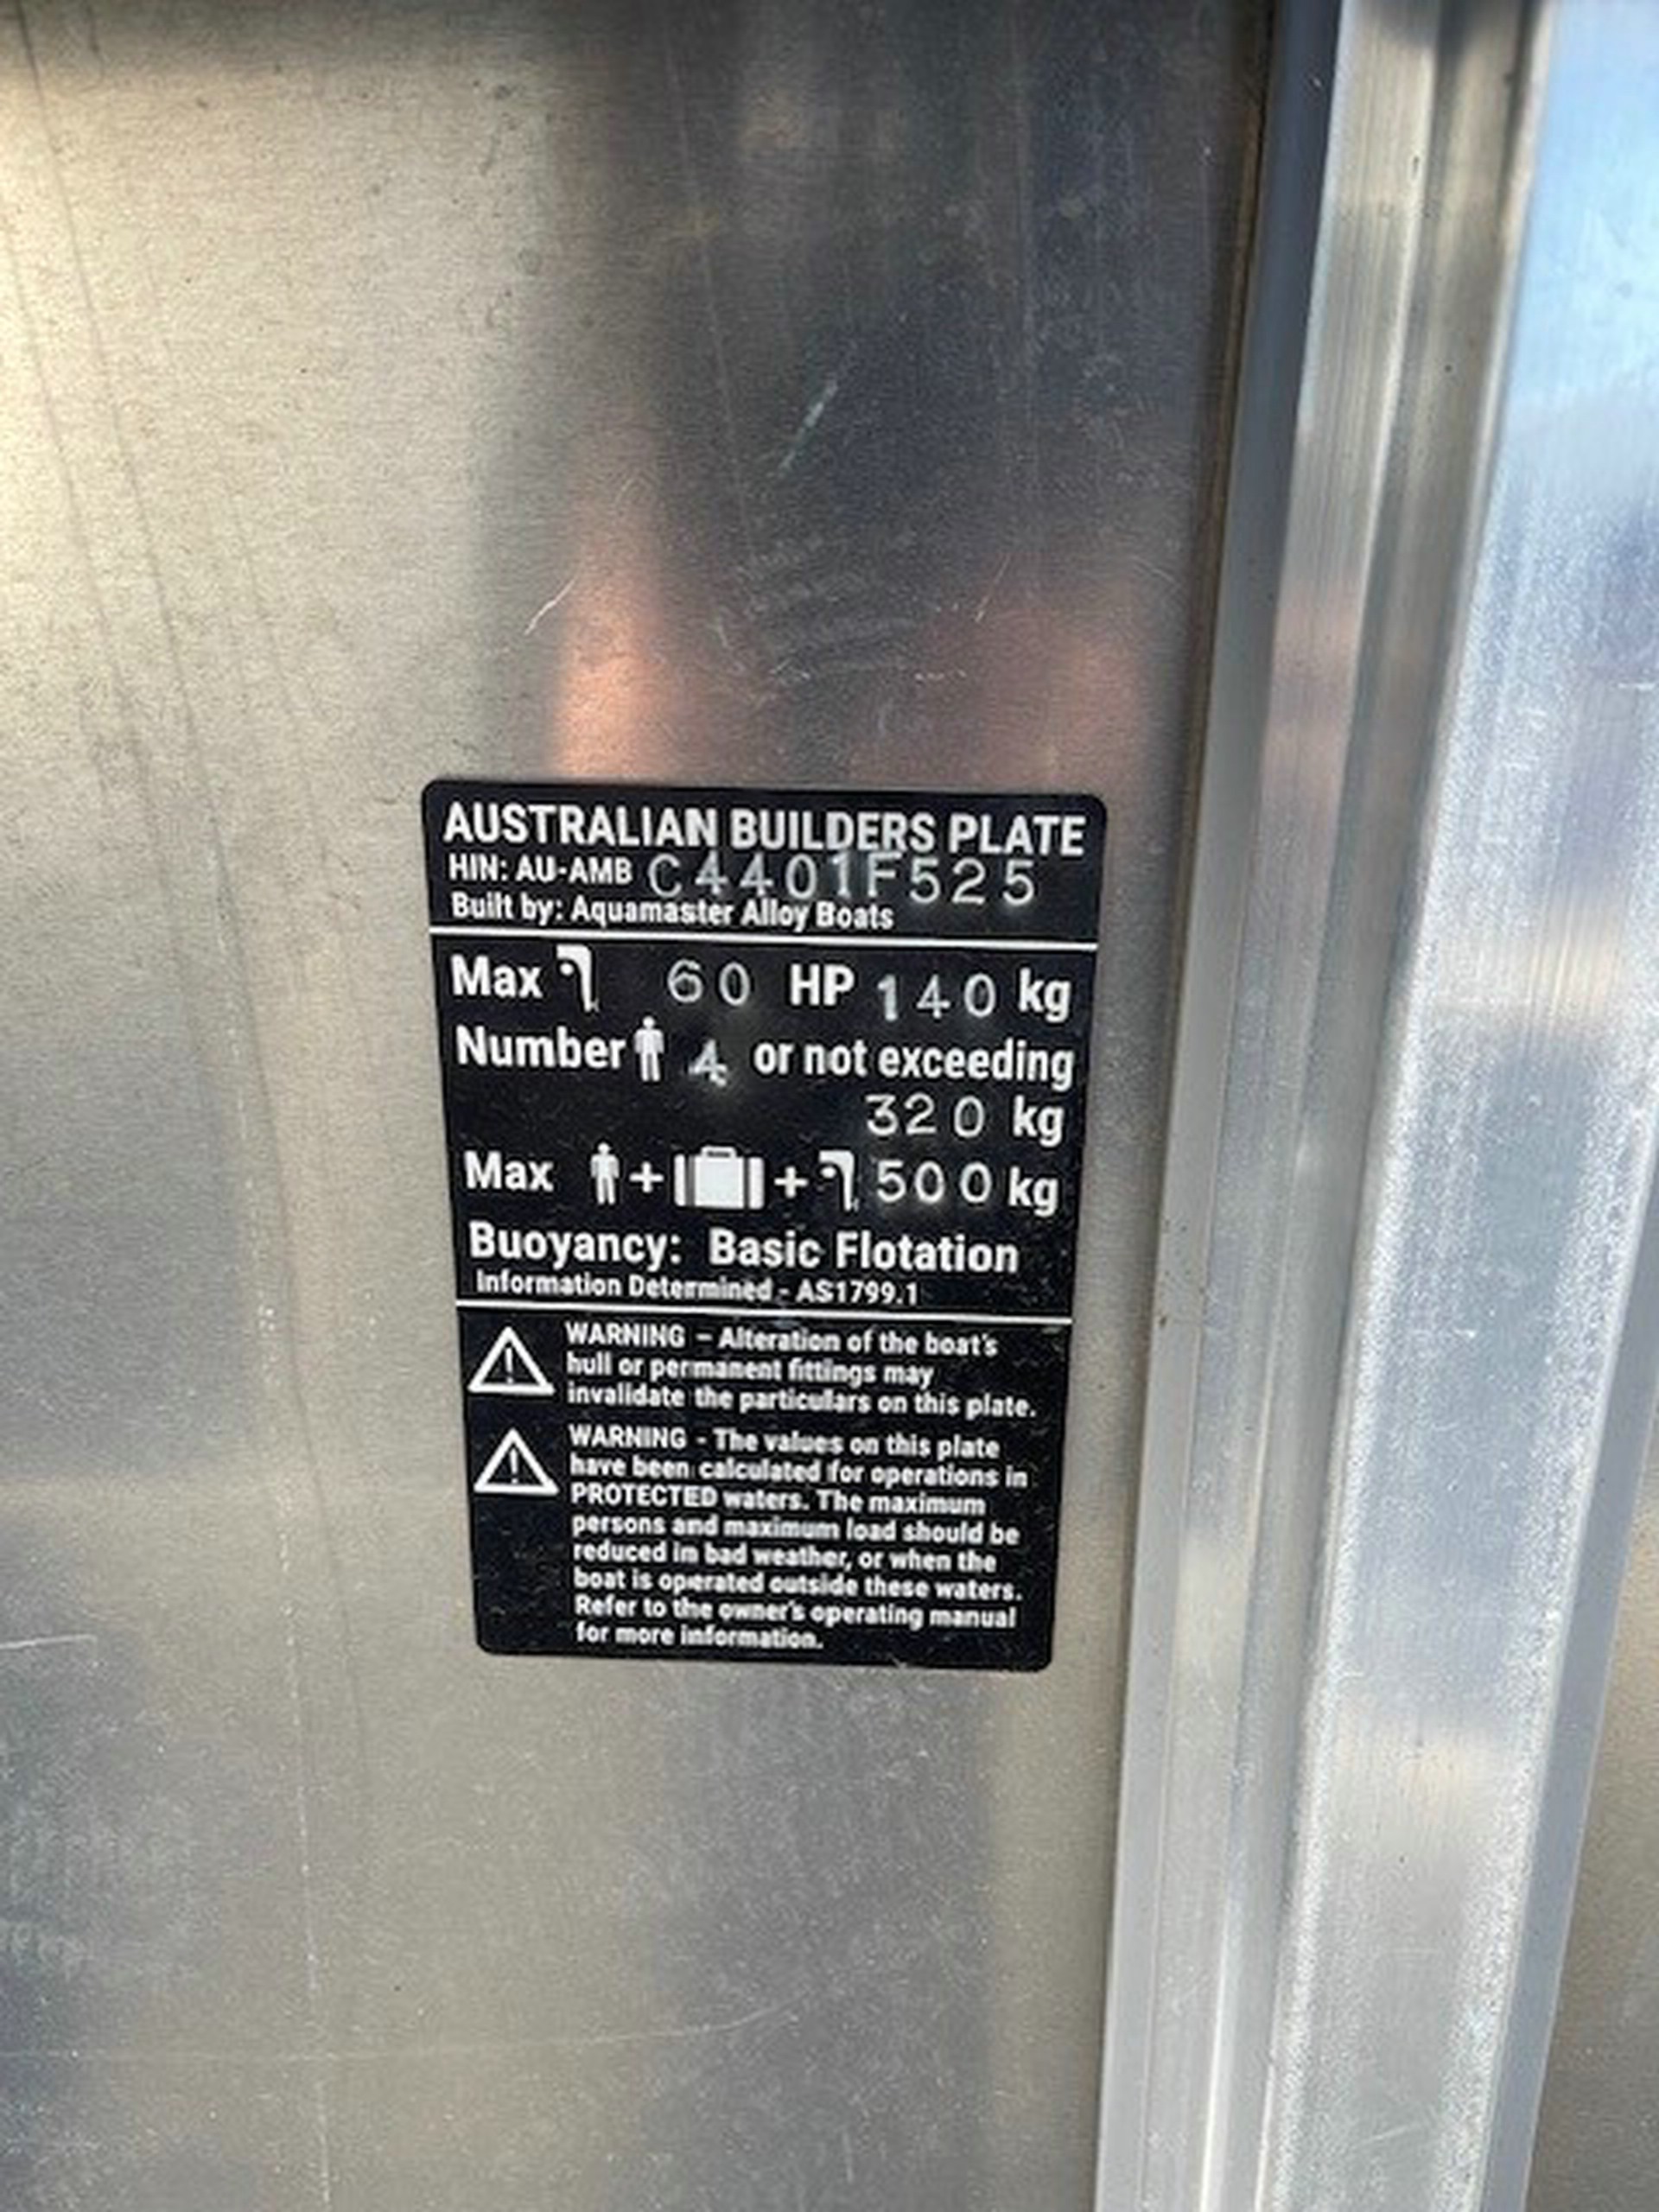 AUSTRALIAN BUILDERS PLATE
HIN: AU-AMB C4401F525
Built by: Aquamaster Alloy Boats
Max 60 HP 140 kg
Number 4 or not exceeding
320 kg
Max + + 500 kg
Buoyancy: Basic Flotation
Information Determined - AS1799.1
WARNING – Alteration of the boat's
hull or permanent fittings may
invalidate the particulars on this plate.
WARNING - The values on this plate
have been calculated for operations in
PROTECTED waters. The maximum
persons and maximum load should be
reduced in bad weather, or when the
boat is operated outside these waters.
Refer to the owner's operating manual
for more information.